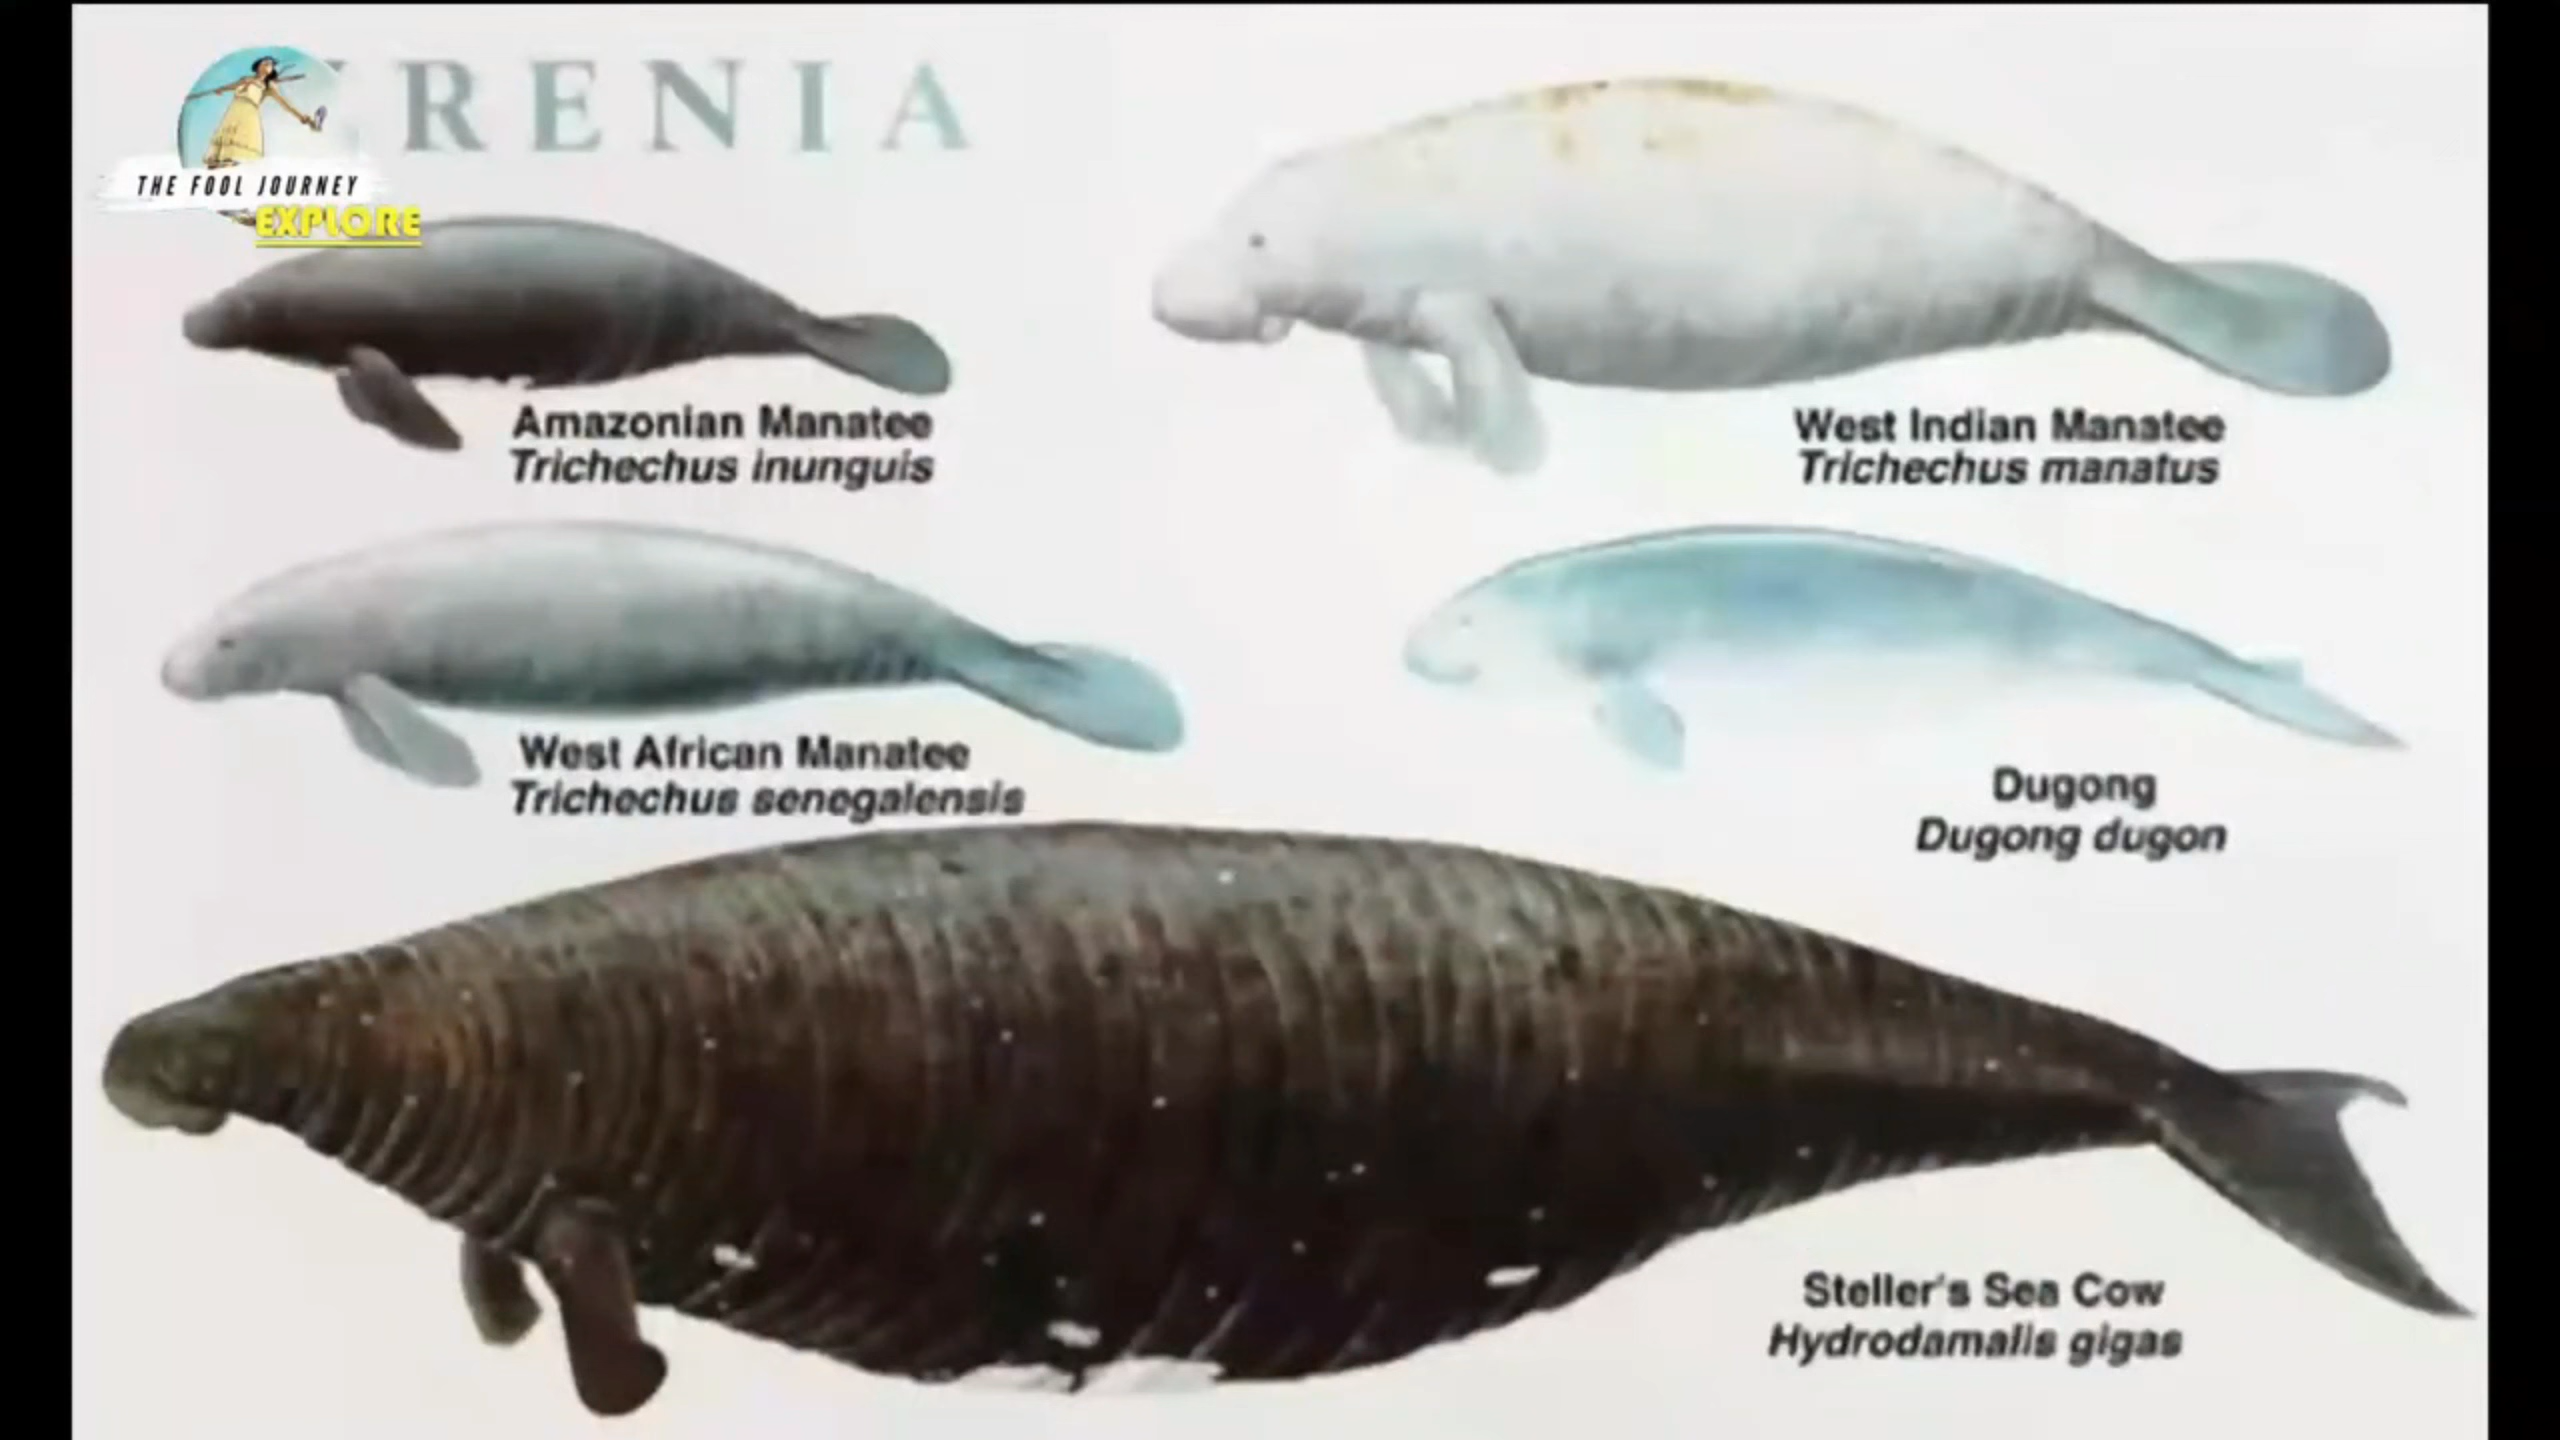 RENIA
THE FOOL JOURNEY
EXPLORE
Amazonian Manatee
Trichechus inunguis
West Indian Manatee
Trichechus manatus
West African Manatee
Trichechus senegalensis
Dugong
Dugong dugon
Steller's Sea Cow
Hydrodamalis gigas